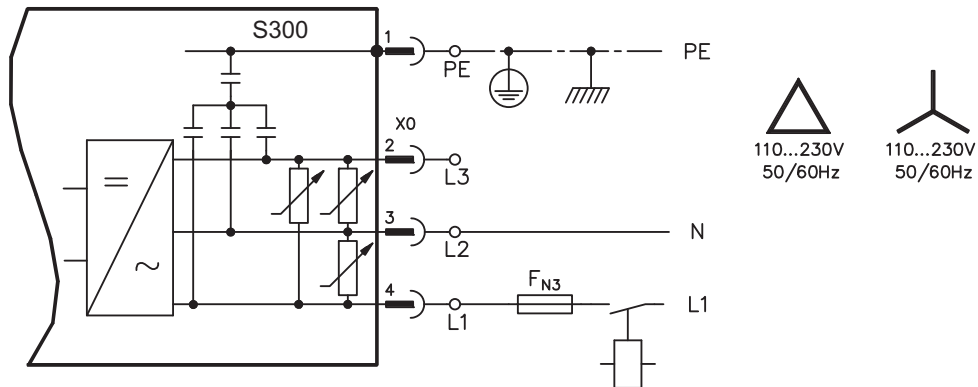 S300
1
PE
PE
X0
2
L3
3
L2
N
4
L1
FN3
L1
110...230V
50/60Hz
110...230V
50/60Hz